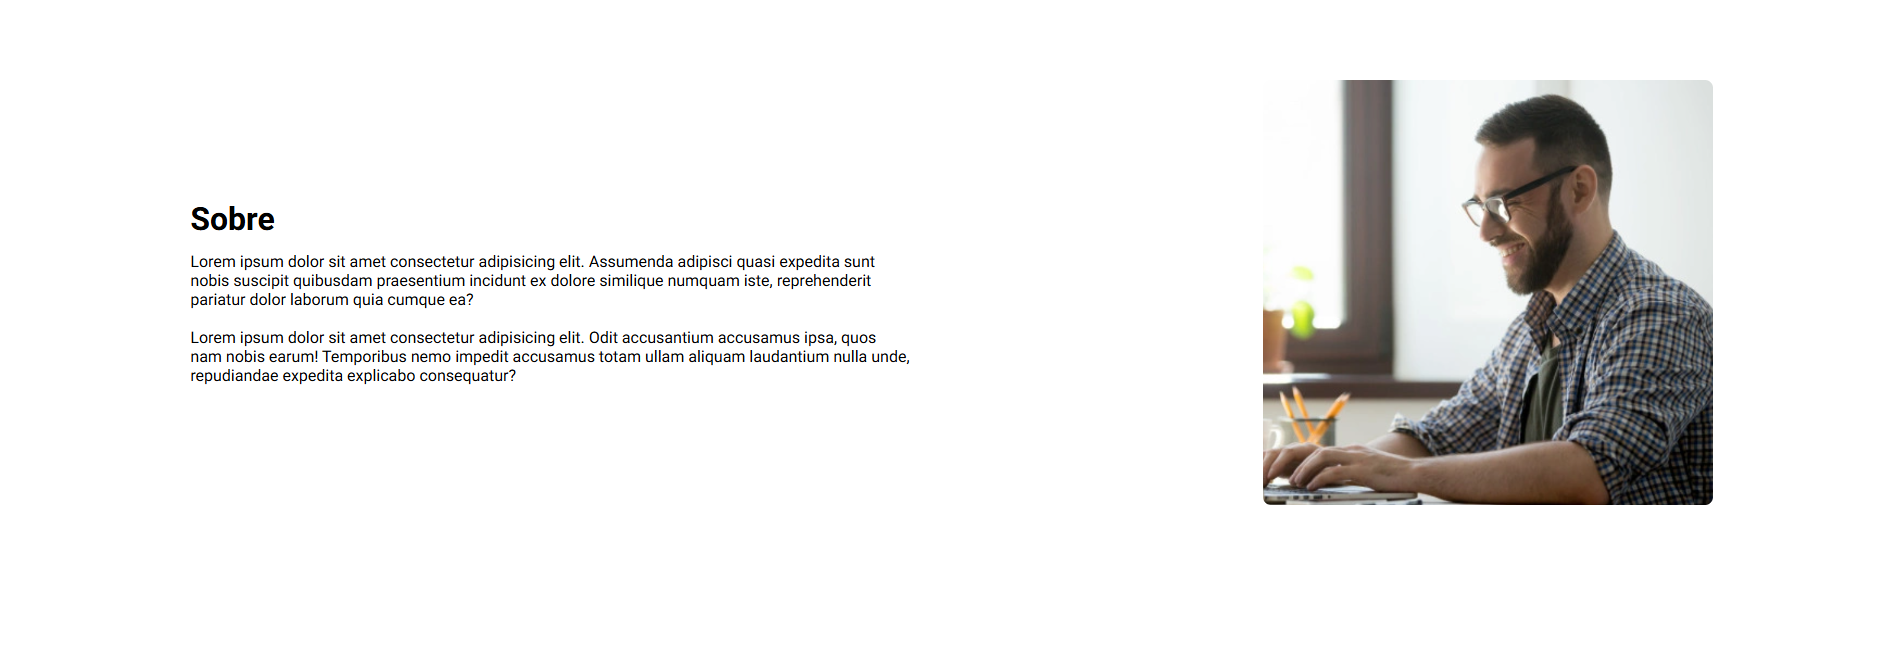 Sobre
Lorem ipsum dolor sit amet consectetur adipisicing elit. Assumenda adipisci quasi expedita sunt
nobis suscipit quibusdam praesentium incidunt ex dolore similique numquam iste, reprehenderit
pariatur dolor laborum quia cumque ea?
Lorem ipsum dolor sit amet consectetur adipisicing elit. Odit accusantium accusamus ipsa, quos
nam nobis earum! Temporibus nemo impedit accusamus totam ullam aliquam laudantium nulla unde,
repudiandae expedita explicabo consequatur?